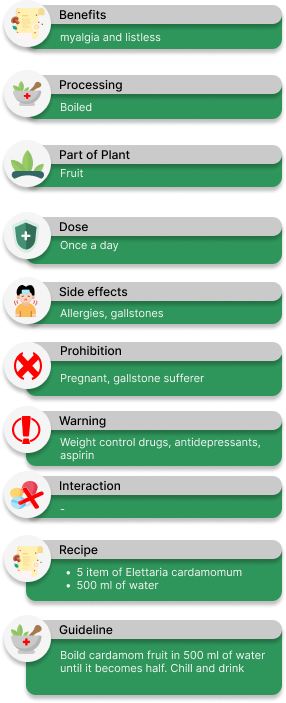 Benefits
myalgia and listless
Processing
Boiled
Part of Plant
Fruit
Dose
Once a day
Side effects
Allergies, gallstones
Prohibition
Pregnant, gallstone sufferer
Warning
Weight control drugs, antidepressants,
aspirin
Interaction
-
Recipe
• 5 item of Elettaria cardamomum
• 500 ml of water
Guideline
Boild cardamom fruit in 500 ml of water
until it becomes half. Chill and drink